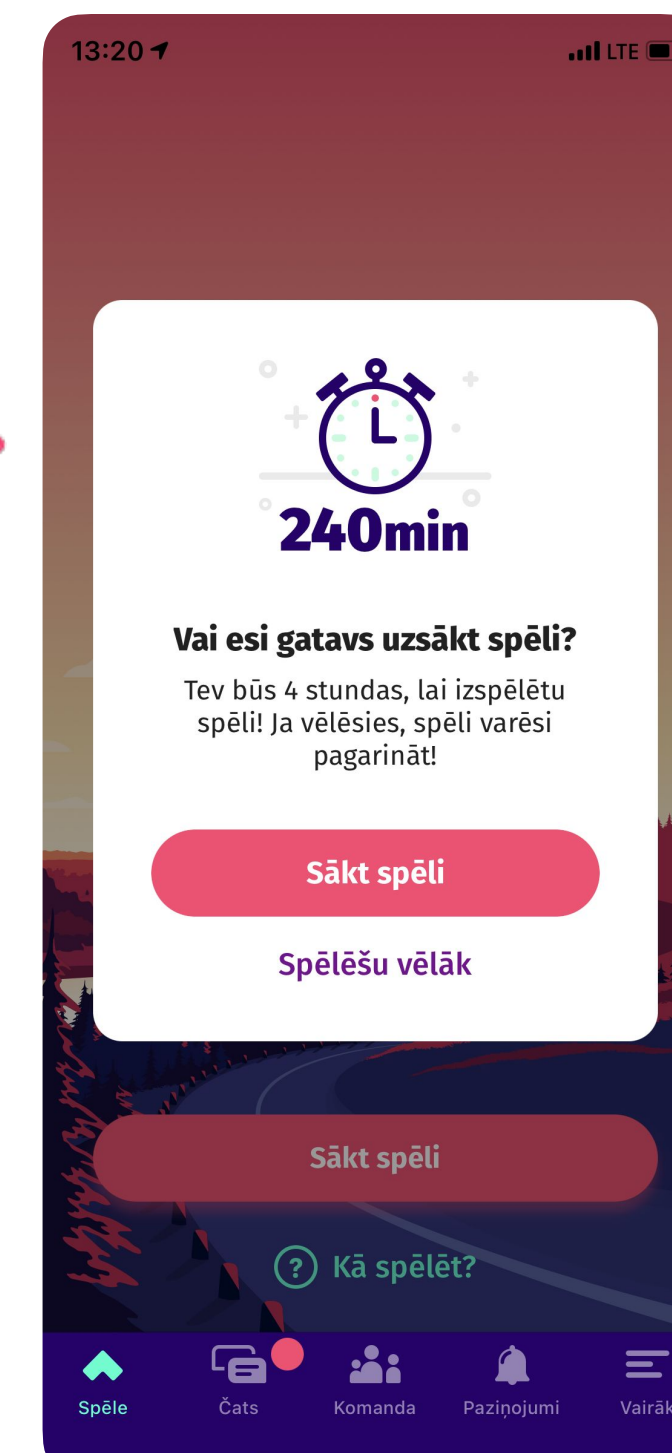 13:20
LTE
240min
Vai esi gatavs uzsākt spēli?
Tev būs 4 stundas, lai izspēlētu
spēli! Ja vēlēsies, spēli varēsi
pagarināt!
Sākt spēli
Spēlēšu vēlāk
Sākt spēli
? Kā spēlēt?
Spēle
Čats
Komanda
Paziņojumi
Vairāk